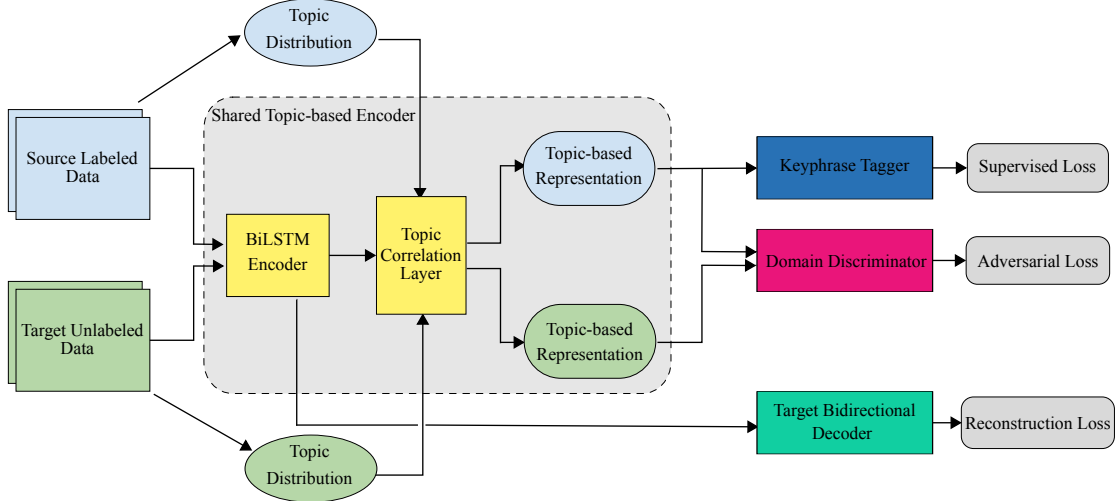 Topic
Distribution
Shared Topic-based Encoder
Source Labeled
Data
Topic-based
Representation
Keyphrase Tagger
Supervised Loss
BiLSTM
Encoder
Topic
Correlation
Layer
Domain Discriminator
Adversarial Loss
Target Unlabeled
Data
Topic-based
Representation
Target Bidirectional
Decoder
Reconstruction Loss
Topic
Distribution